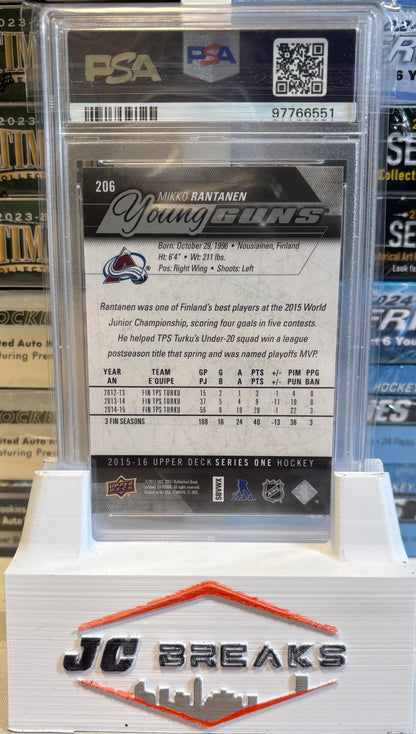 PSA PSA
97766551
206
MIKKO RANTANEN
Young GUNS
Born: October 29, 1996 • Nousiainen, Finland
Ht: 6'4" • Wt: 211 lbs.
Pos: Right Wing • Shoots: Left
Rantanen was one of Finland's best players at the 2015 World
Junior Championship, scoring four goals in five contests.
He helped TPS Turku's Under-20 squad win a league
postseason title that spring and was named playoffs MVP.
YEAR TEAM GP G A PTS +/- PIM PPG
AN E'QUIPE PJ B A PTS +/- PUN BAN
2012-13 FIN TPS TURKU 15 2 1 3 -1 4 0
2013-14 FIN TPS TURKU 37 5 4 9 -11 10 0
2014-15 FIN TPS TURKU 56 9 19 28 -1 22 3
3 FIN SEASONS 108 16 24 40 -13 36 3
2015-16 UPPER DECK SERIES ONE HOCKEY
UPPER DECK
SBVWX
NHL
JC BREAKS